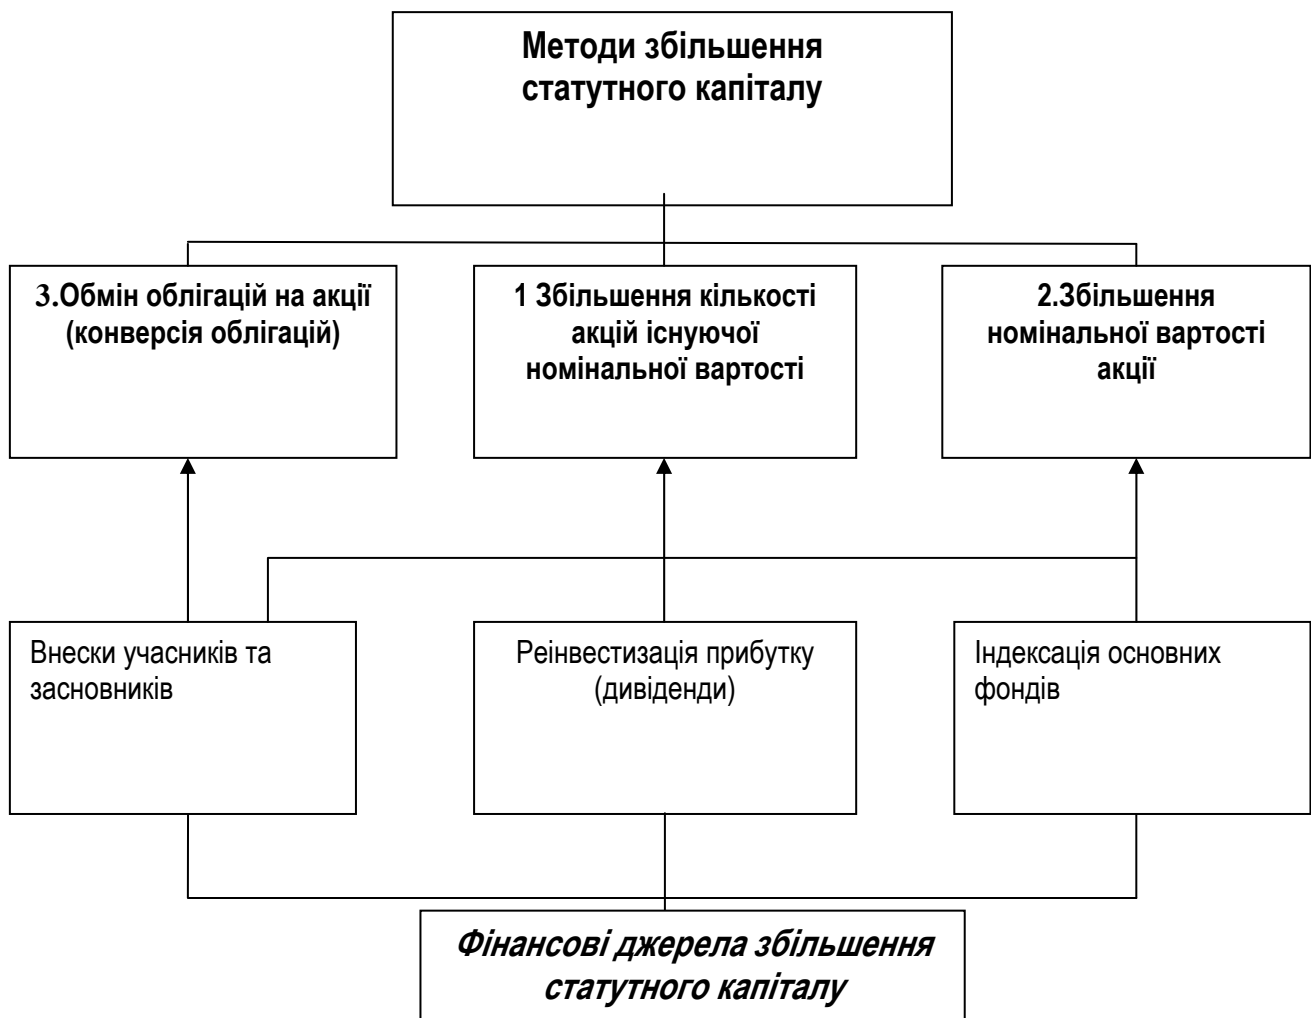 Методи збільшення
статутного капіталу
3.Обмін облігацій на акції
(конверсія облігацій)
1 Збільшення кількості
акцій існуючої
номінальної вартості
2.Збільшення
номінальної вартості
акції
Внески учасників та
засновників
Реінвестизація прибутку
(дивіденди)
Індексація основних
фондів
Фінансові джерела збільшення
статутного капіталу